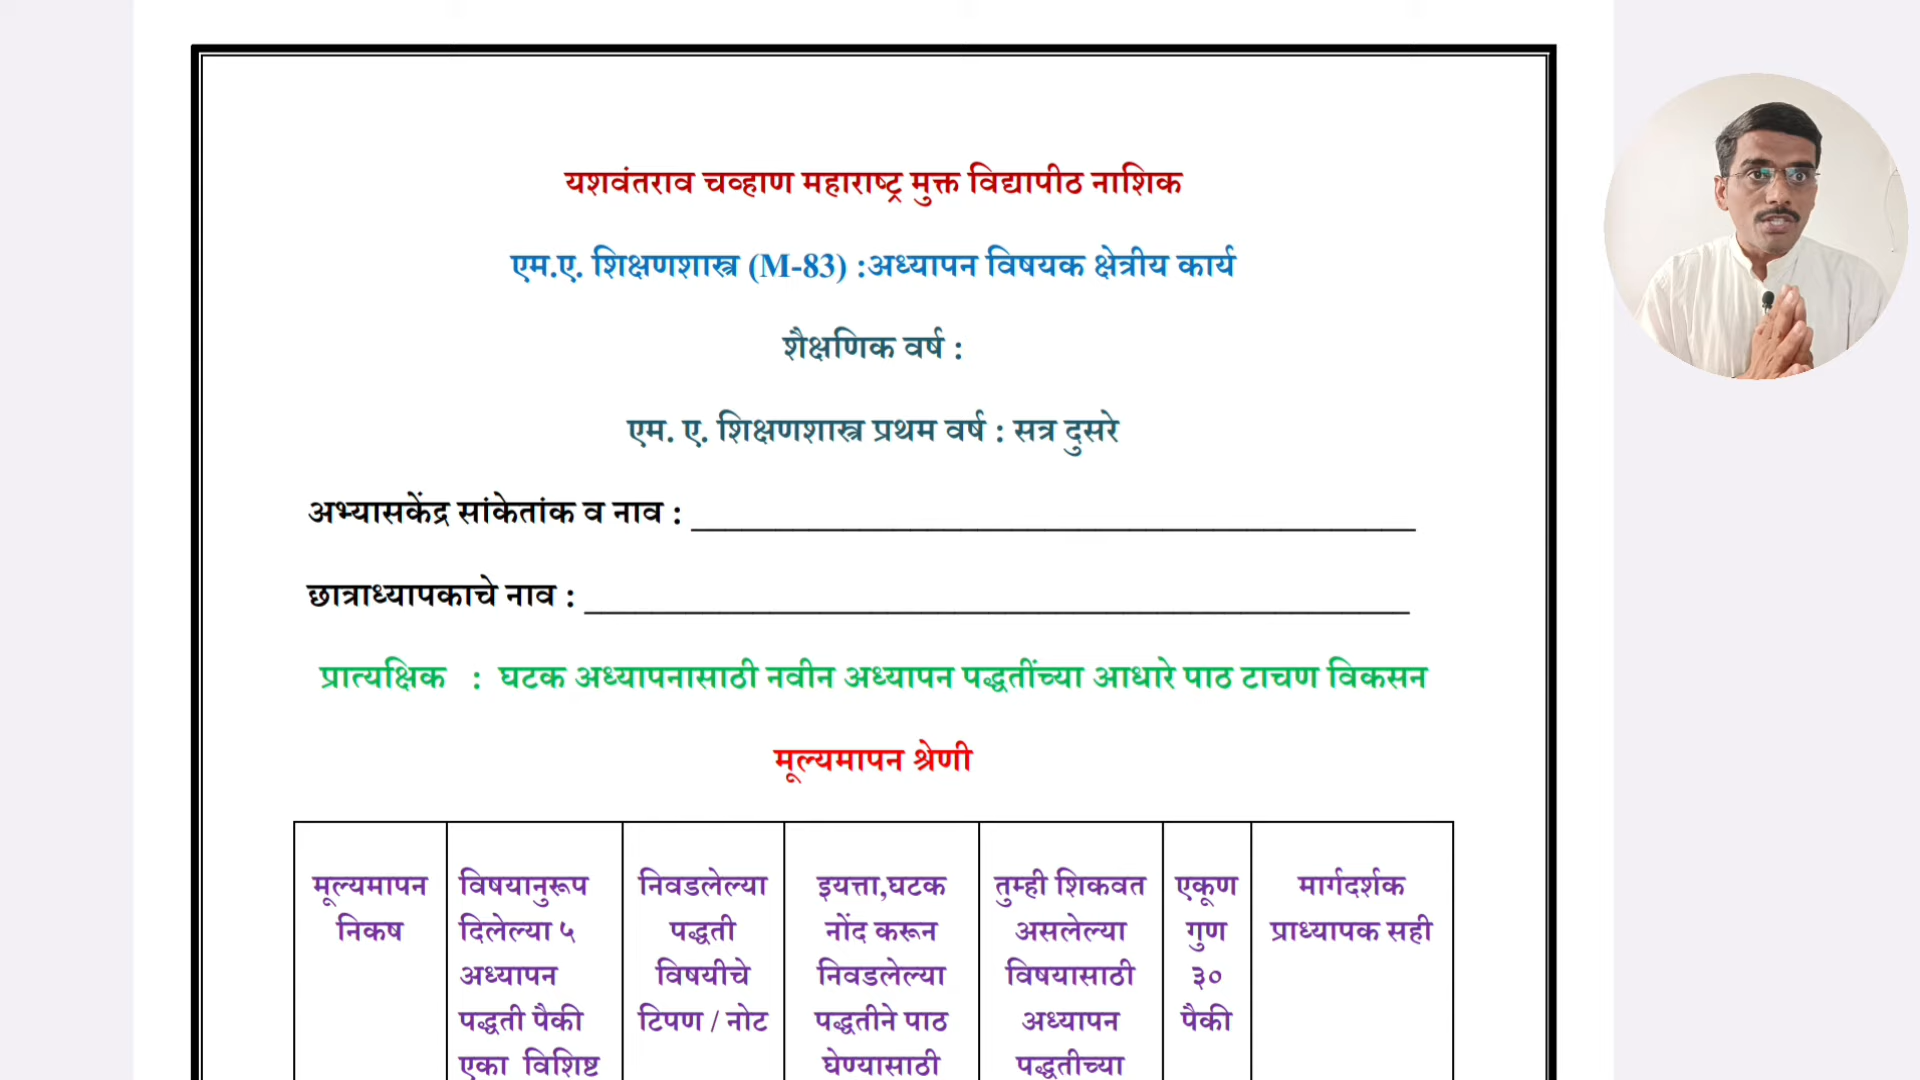 यशवंतराव चव्हाण महाराष्ट्र मुक्त विद्यापीठ नाशिक
एम.ए. शिक्षणशास्त्र (M-83) :अध्यापन विषयक क्षेत्रीय कार्य
शैक्षणिक वर्ष :
एम. ए. शिक्षणशास्त्र प्रथम वर्ष : सत्र दुसरे
अभ्यासकेंद्र सांकेतांक व नाव :
छात्राध्यापकाचे नाव :
प्रात्यक्षिक : घटक अध्यापनासाठी नवीन अध्यापन पद्धतींच्या आधारे पाठ टाचण विकसन
मूल्यमापन श्रेणी
मूल्यमापन
निकष
विषयानुरूप
दिलेल्या ५
अध्यापन
पद्धती पैकी
एका विशिष्ट
निवडलेल्या
पद्धती
विषयीचे
टिपण / नोट
इयत्ता,घटक
नोंद करून
निवडलेल्या
पद्धतीने पाठ
घेण्यासाठी
तुम्ही शिकवत
असलेल्या
विषयासाठी
अध्यापन
पद्धतीच्या
एकूण
गुण
३०
पैकी
मार्गदर्शक
प्राध्यापक सही